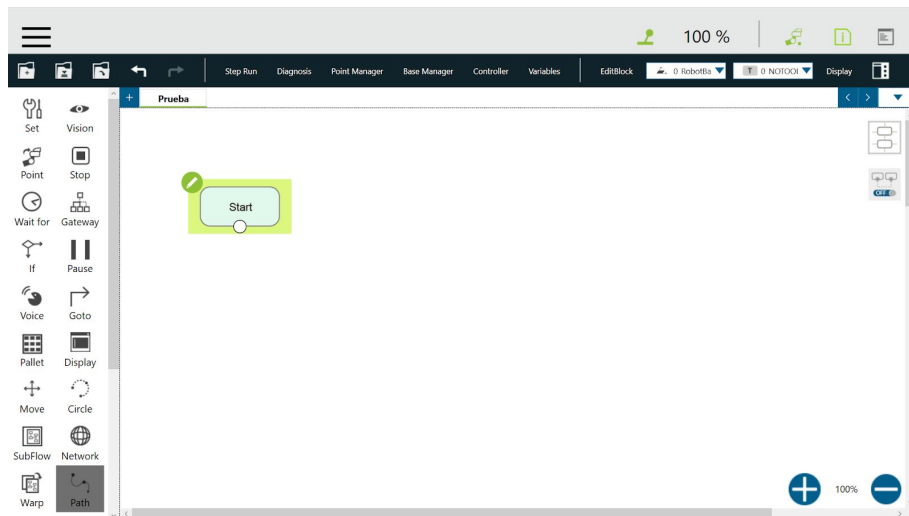 100 %
Step Run Diagnosis Point Manager Base Manager Controller Variables EditBlock 0 RobotBa T 0 NOTOOL Display
+ Prueba
Set Vision
Point Stop
Start
OFF
Wait for Gateway
If Pause
Voice Goto
Pallet Display
Move Circle
SubFlow Network
Warp Path
100%